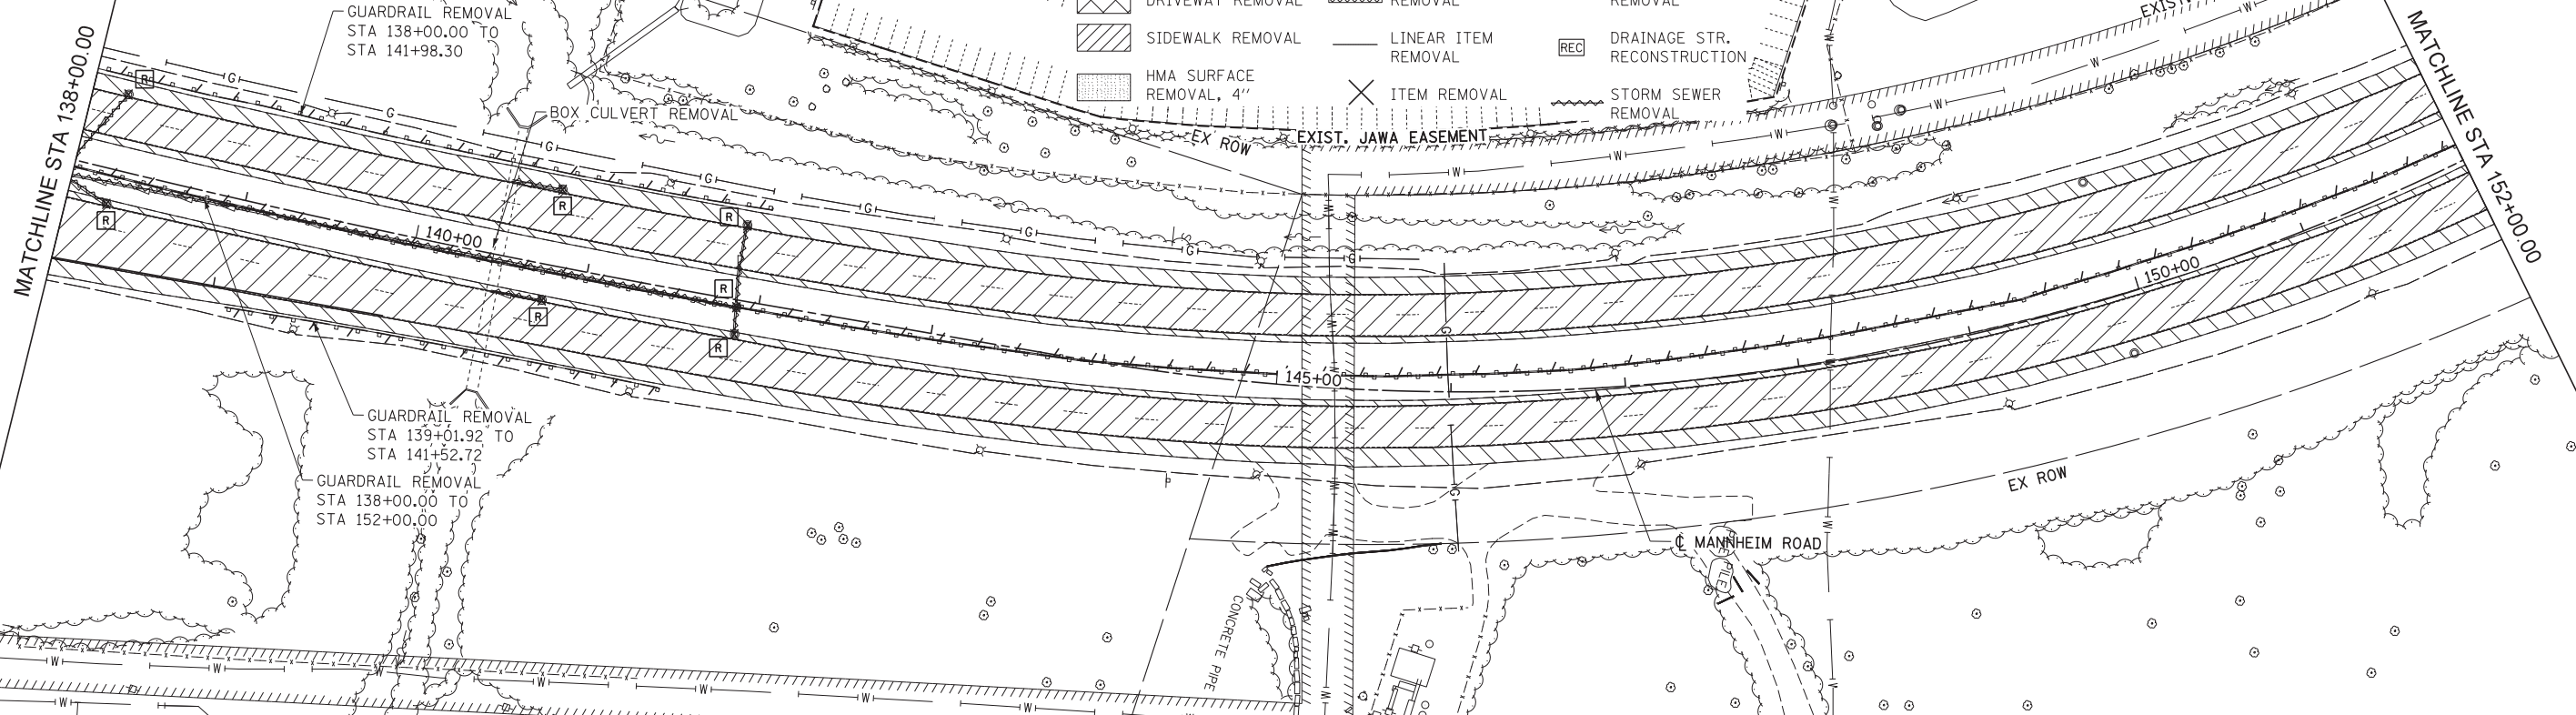 GUARDRAIL REMOVAL
STA 138+00.00 TO
STA 141+98.30
DRIVEWAY REMOVAL
REMOVAL
REMOVAL
SIDEWALK REMOVAL
LINEAR ITEM
REMOVAL
REC
DRAINAGE STR.
RECONSTRUCTION
HMA SURFACE
REMOVAL, 4"
ITEM REMOVAL
STORM SEWER
REMOVAL
EXIST.
MATCHLINE STA 138+00.00
MATCHLINE STA 152+00.00
BOX CULVERT REMOVAL
EX ROW
EXIST. JAWA EASEMENT
R
R
R
R
R
R
R
G
G
G
G
G
G
G
G
G
G
W
W
W
W
W
W
W
140+00
145+00
150+00
GUARDRAIL REMOVAL
STA 139+01.92 TO
STA 141+52.72
GUARDRAIL REMOVAL
STA 138+00.00 TO
STA 152+00.00
EX ROW
℄ MANNHEIM ROAD
CONCRETE PIPE
PILE
W
W
W
W
W
W
W
W
W